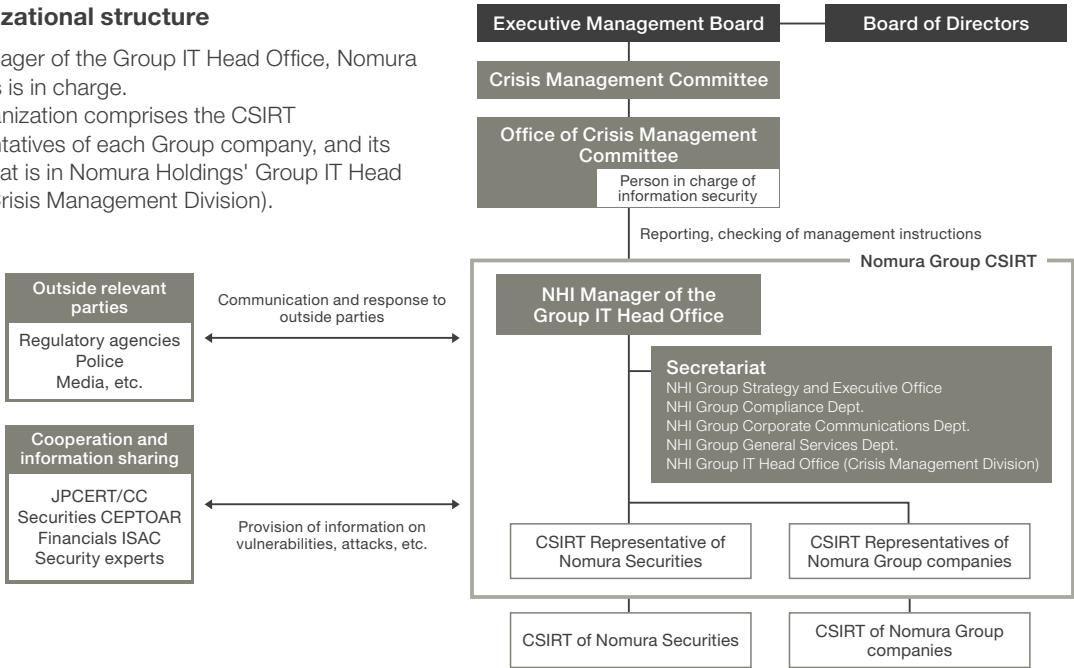 zational structure
ager of the Group IT Head Office, Nomura
s is in charge.
anization comprises the CSIRT
ntatives of each Group company, and its
at is in Nomura Holdings' Group IT Head
Crisis Management Division).
Executive Management Board
Board of Directors
Crisis Management Committee
Office of Crisis Management
Committee
Person in charge of
information security
Reporting, checking of management instructions
Nomura Group CSIRT
Outside relevant
parties
Regulatory agencies
Police
Media, etc.
Communication and response to
outside parties
NHI Manager of the
Group IT Head Office
Secretariat
NHI Group Strategy and Executive Office
NHI Group Compliance Dept.
NHI Group Corporate Communications Dept.
NHI Group General Services Dept.
NHI Group IT Head Office (Crisis Management Division)
Cooperation and
information sharing
JPCERT/CC
Securities CEPTOAR
Financials ISAC
Security experts
Provision of information on
vulnerabilities, attacks, etc.
CSIRT Representative of
Nomura Securities
CSIRT Representatives of
Nomura Group companies
CSIRT of Nomura Securities
CSIRT of Nomura Group
companies